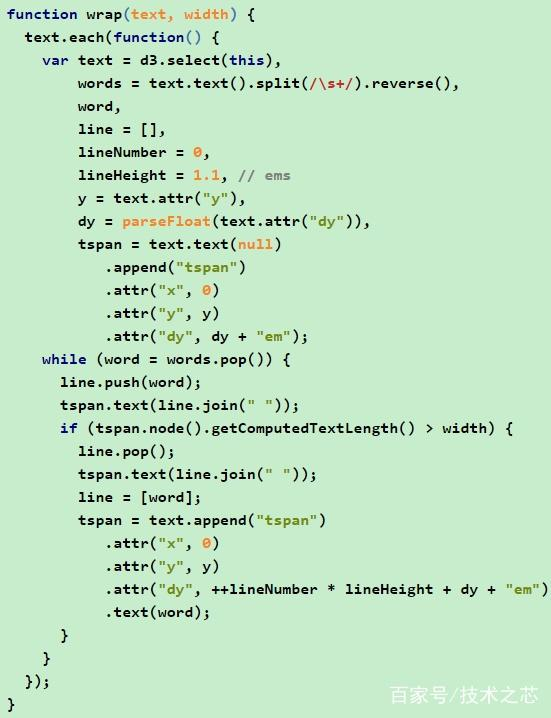 function wrap(text, width) {
  text.each(function() {
    var text = d3.select(this),
        words = text.text().split(/\s+/).reverse(),
        word,
        line = [],
        lineNumber = 0,
        lineHeight = 1.1, // ems
        y = text.attr("y"),
        dy = parseFloat(text.attr("dy")),
        tspan = text.text(null)
           .append("tspan")
           .attr("x", 0)
           .attr("y", y)
           .attr("dy", dy + "em");
    while (word = words.pop()) {
      line.push(word);
      tspan.text(line.join(" "));
      if (tspan.node().getComputedTextLength() > width) {
        line.pop();
        tspan.text(line.join(" "));
        line = [word];
        tspan = text.append("tspan")
           .attr("x", 0)
           .attr("y", y)
           .attr("dy", ++lineNumber * lineHeight + dy + "em")
           .text(word);
      }
    }
  });
}
百家号/技术之芯